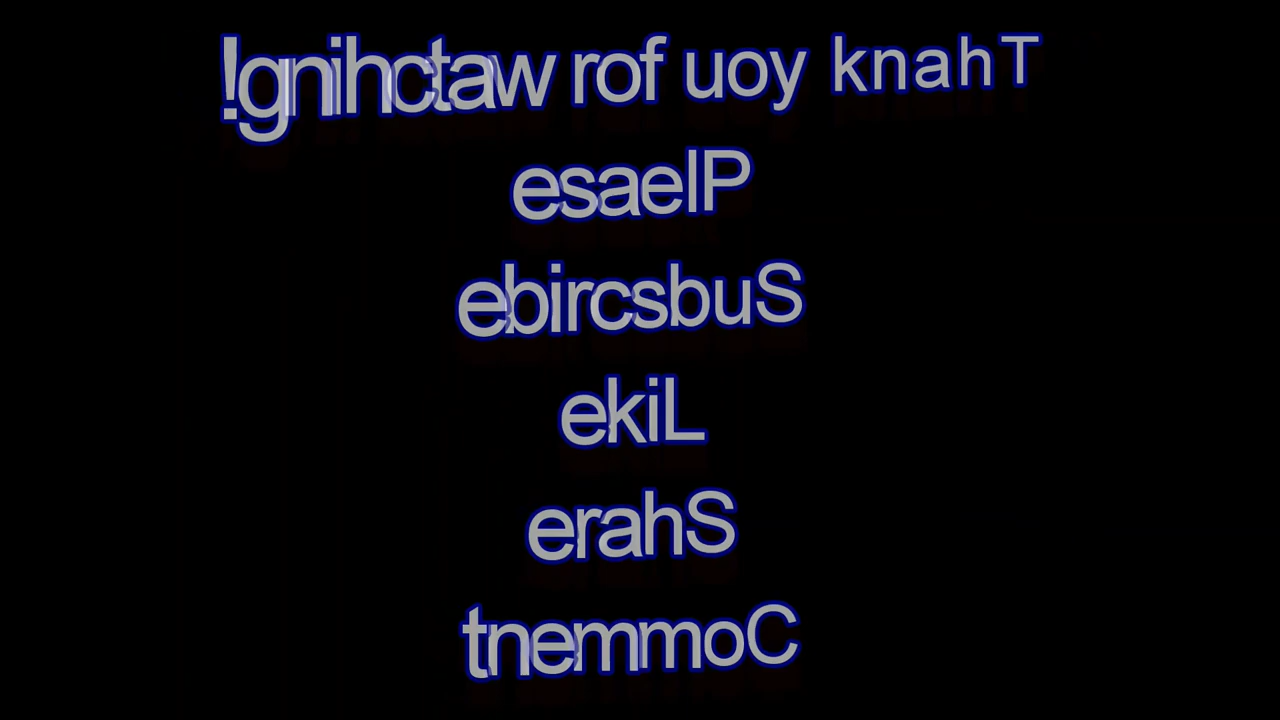 !gnihctaw rof uoy knahT
esaelP
ebircsbuS
ekiL
erahS
tnemmoC